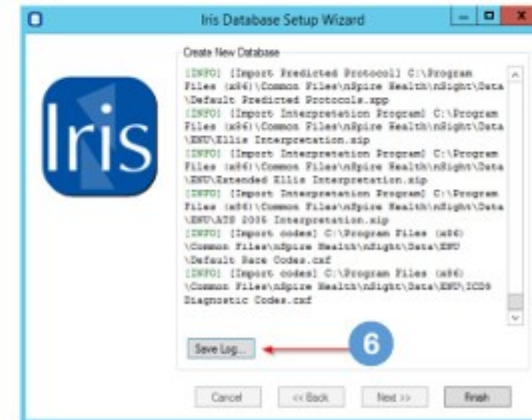 Iris Database Setup Wizard
Iris
Create New Database
[INFO] [Import Predicted Protocol] C:\Program
Files (x86)\Common Files\nSpire Health\nSight\Data
\Default Predicted Protocols.xpp
[INFO] [Import Interpretation Program] C:\Program
Files (x86)\Common Files\nSpire Health\nSight\Data
\ENU\Ellis Interpretation.xip
[INFO] [Import Interpretation Program] C:\Program
Files (x86)\Common Files\nSpire Health\nSight\Data
\ENU\Extended Ellis Interpretation.xip
[INFO] [Import Interpretation Program] C:\Program
Files (x86)\Common Files\nSpire Health\nSight\Data
\ENU\ATS 2005 Interpretation.xip
[INFO] [Import codes] C:\Program Files (x86)
\Common Files\nSpire Health\nSight\Data\ENU
\Default Race Codes.cxf
[INFO] [Import codes] C:\Program Files (x86)
\Common Files\nSpire Health\nSight\Data\ENU\ICD9
Diagnostic Codes.cxf
Save Log...
6
Cancel
<< Back
Next >>
Finish